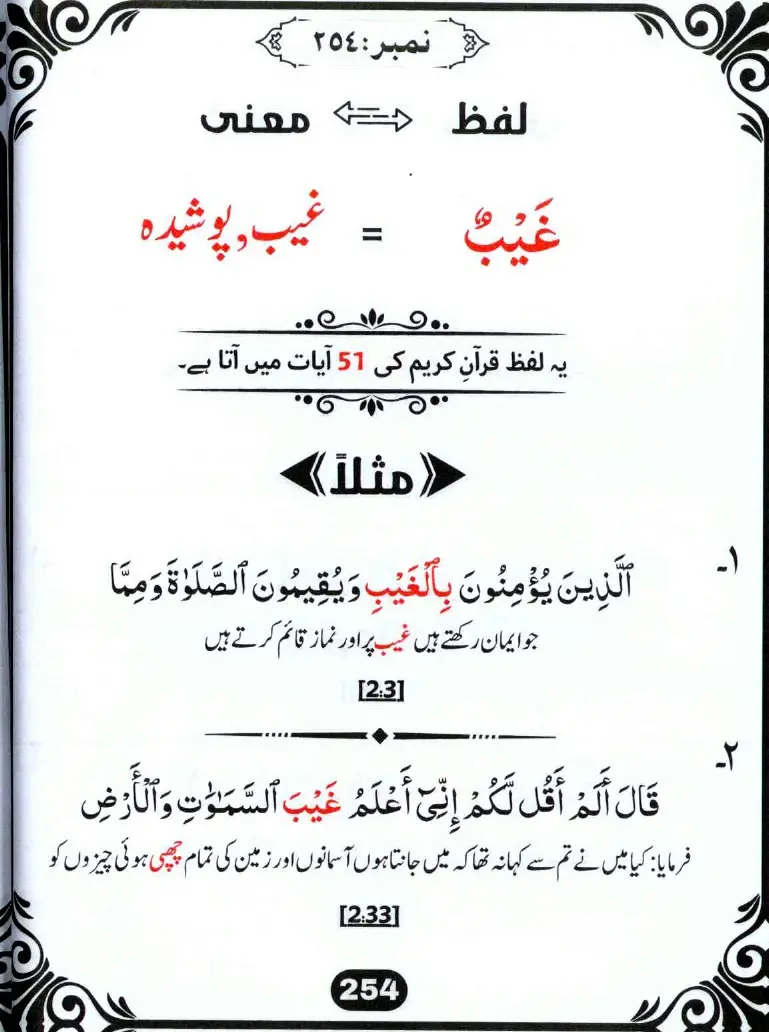 نمبر: ٢٥٤
لفظ ⇐⇒ معنی
غَيْبٌ = غیب، پوشیدہ
یہ لفظ قرآنِ کریم کی 51 آیات میں آتا ہے۔
مثلاً
١۔
ٱلَّذِينَ يُؤْمِنُونَ بِٱلْغَيْبِ وَيُقِيمُونَ ٱلصَّلَوٰةَ وَمِمَّا
جو ایمان رکھتے ہیں غیب پر اور نماز قائم کرتے ہیں
[2:3]
٢۔
قَالَ أَلَمْ أَقُل لَّكُمْ إِنِّىٓ أَعْلَمُ غَيْبَ ٱلسَّمَـٰوَٰتِ وَٱلْأَرْضِ
فرمایا: کیا میں نے تم سے کہا نہ تھا کہ میں جانتا ہوں آسمانوں اور زمین کی تمام چھپی ہوئی چیزوں کو
[2:33]
254